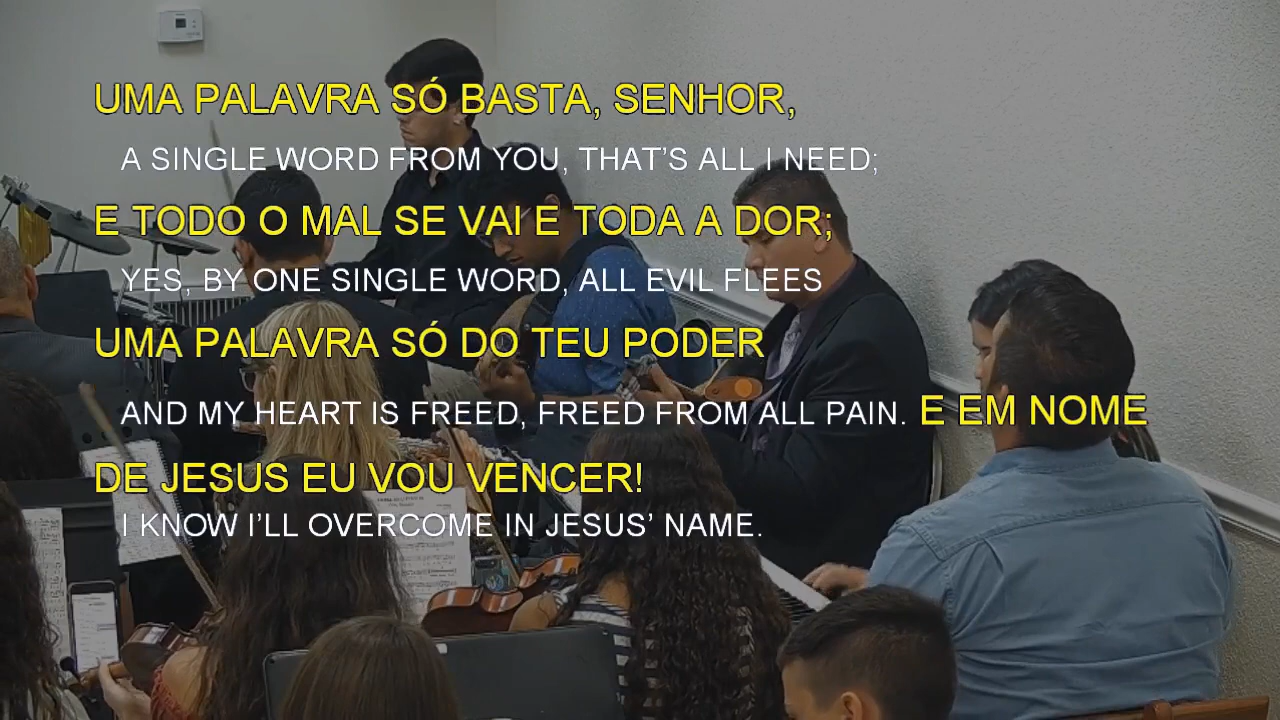 UMA PALAVRA SÓ BASTA, SENHOR,
A SINGLE WORD FROM YOU, THAT’S ALL I NEED;
E TODO O MAL SE VAI E TODA A DOR;
YES, BY ONE SINGLE WORD, ALL EVIL FLEES
UMA PALAVRA SÓ DO TEU PODER
AND MY HEART IS FREED, FREED FROM ALL PAIN. E EM NOME
DE JESUS EU VOU VENCER!
I KNOW I’LL OVERCOME IN JESUS’ NAME.